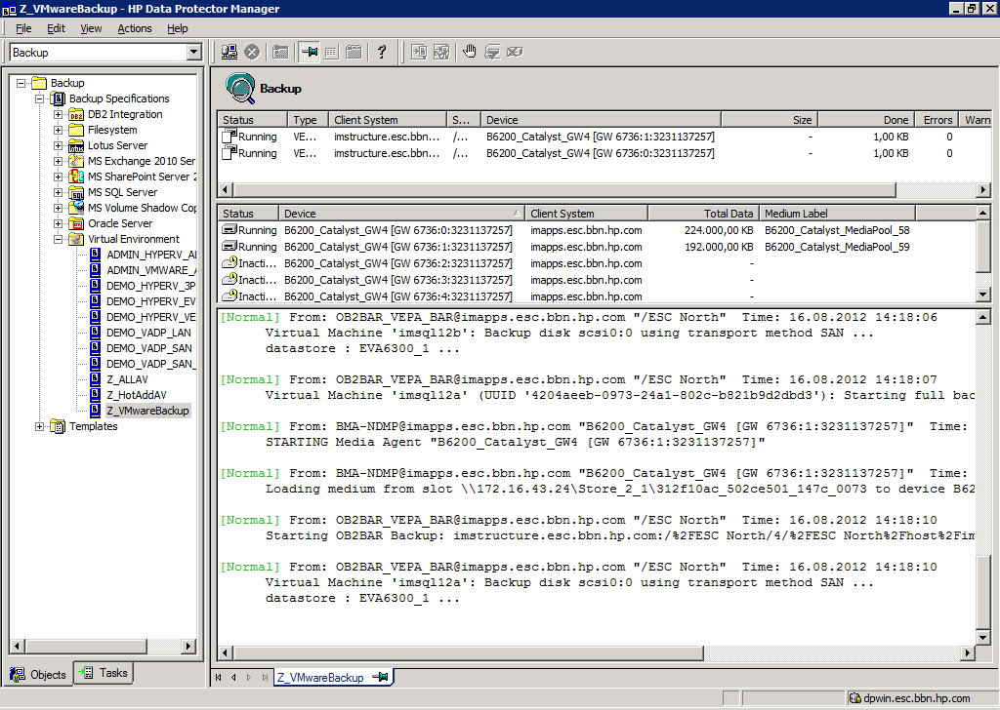 Z_VMwareBackup - HP Data Protector Manager
File Edit View Actions Help
Backup
Backup
Backup Specifications
DB2 Integration
Filesystem
Lotus Server
MS Exchange 2010 Ser
MS SharePoint Server 2
MS SQL Server
MS Volume Shadow Cop
Oracle Server
Virtual Environment
ADMIN_HYPERV_AL
ADMIN_VMWARE_A
DEMO_HYPERV_3P
DEMO_HYPERV_EV
DEMO_HYPERV_VE
DEMO_VADP_LAN
DEMO_VADP_SAN
DEMO_VADP_SAN_
Z_ALLAV
Z_HotAddAV
Z_VMwareBackup
Templates
Objects Tasks
Backup
Status Type Client System S... Device Size Done Errors Warn
Running VE... imstructure.esc.bbn... /... B6200_Catalyst_GW4 [GW 6736:1:3231137257] - 1,00 KB 0
Running VE... imstructure.esc.bbn... /... B6200_Catalyst_GW4 [GW 6736:0:3231137257] - 1,00 KB 0
Status Device Client System Total Data Medium Label
Running B6200_Catalyst_GW4 [GW 6736:0:3231137257] imapps.esc.bbn.hp.com 224.000,00 KB B6200_Catalyst_MediaPool_58
Running B6200_Catalyst_GW4 [GW 6736:1:3231137257] imapps.esc.bbn.hp.com 192.000,00 KB B6200_Catalyst_MediaPool_59
Inacti... B6200_Catalyst_GW4 [GW 6736:2:3231137257] imapps.esc.bbn.hp.com -
Inacti... B6200_Catalyst_GW4 [GW 6736:3:3231137257] imapps.esc.bbn.hp.com -
Inacti... B6200_Catalyst_GW4 [GW 6736:4:3231137257] imapps.esc.bbn.hp.com -
[Normal] From: OB2BAR_VEPA_BAR@imapps.esc.bbn.hp.com "/ESC North" Time: 16.08.2012 14:18:06
Virtual Machine 'imsql12b': Backup disk scsi0:0 using transport method SAN ...
datastore : EVA6300_1 ...
[Normal] From: OB2BAR_VEPA_BAR@imapps.esc.bbn.hp.com "/ESC North" Time: 16.08.2012 14:18:07
Virtual Machine 'imsql12a' (UUID '4204aeeb-0973-24a1-802c-b821b9d2dbd3'): Starting full bac
[Normal] From: BMA-NDMP@imapps.esc.bbn.hp.com "B6200_Catalyst_GW4 [GW 6736:1:3231137257]" Time:
STARTING Media Agent "B6200_Catalyst_GW4 [GW 6736:1:3231137257]"
[Normal] From: BMA-NDMP@imapps.esc.bbn.hp.com "B6200_Catalyst_GW4 [GW 6736:1:3231137257]" Time:
Loading medium from slot \\172.16.43.24\Store_2_1\312f10ac_502ce501_147c_0073 to device B62
[Normal] From: OB2BAR_VEPA_BAR@imapps.esc.bbn.hp.com "/ESC North" Time: 16.08.2012 14:18:10
Starting OB2BAR Backup: imstructure.esc.bbn.hp.com:/%2FESC North/4/%2FESC North%2Fhost%2Fim
[Normal] From: OB2BAR_VEPA_BAR@imapps.esc.bbn.hp.com "/ESC North" Time: 16.08.2012 14:18:10
Virtual Machine 'imsql12a': Backup disk scsi0:0 using transport method SAN ...
datastore : EVA6300_1 ...
Z_VMwareBackup
dpwin.esc.bbn.hp.com